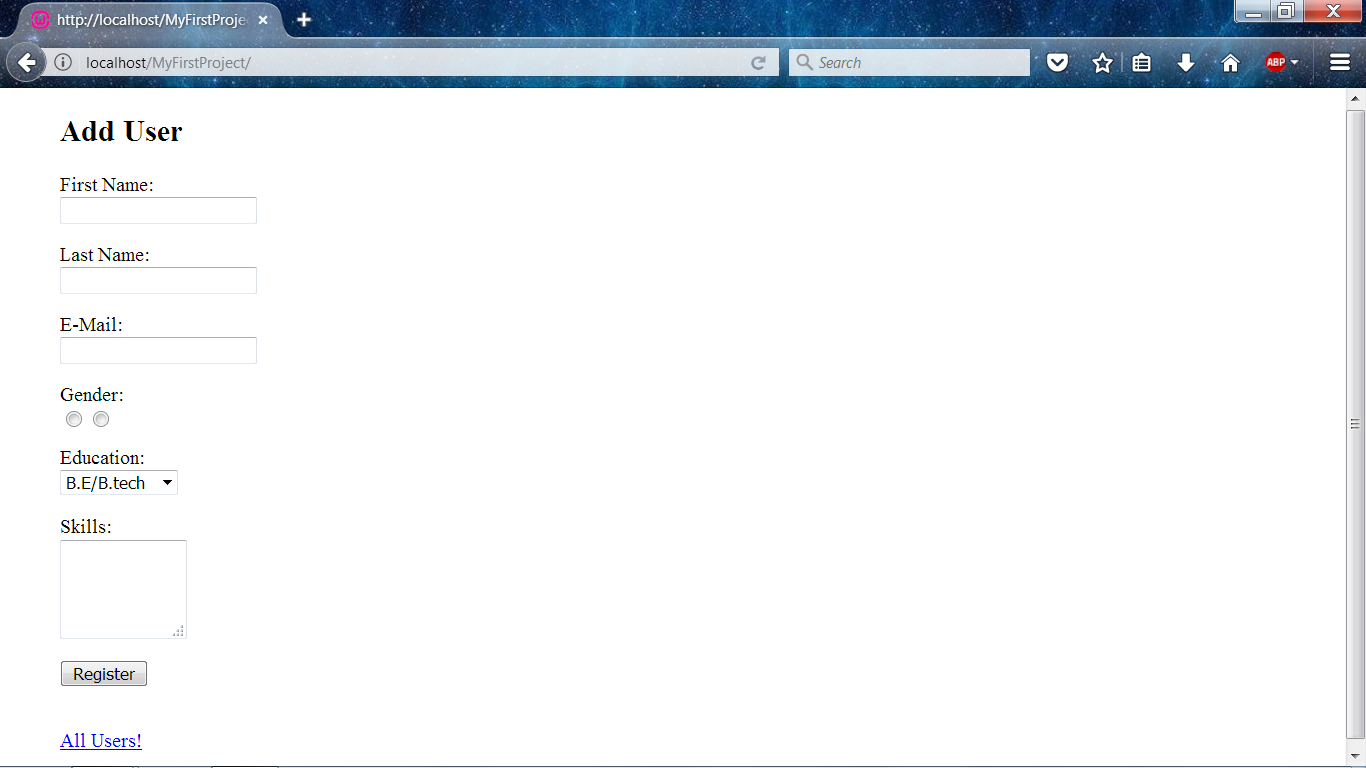 http://localhost/MyFirstProje
localhost/MyFirstProject/
Search
ABP
Add User
First Name:
Last Name:
E-Mail:
Gender:
Education:
B.E/B.tech
Skills:
Register
All Users!